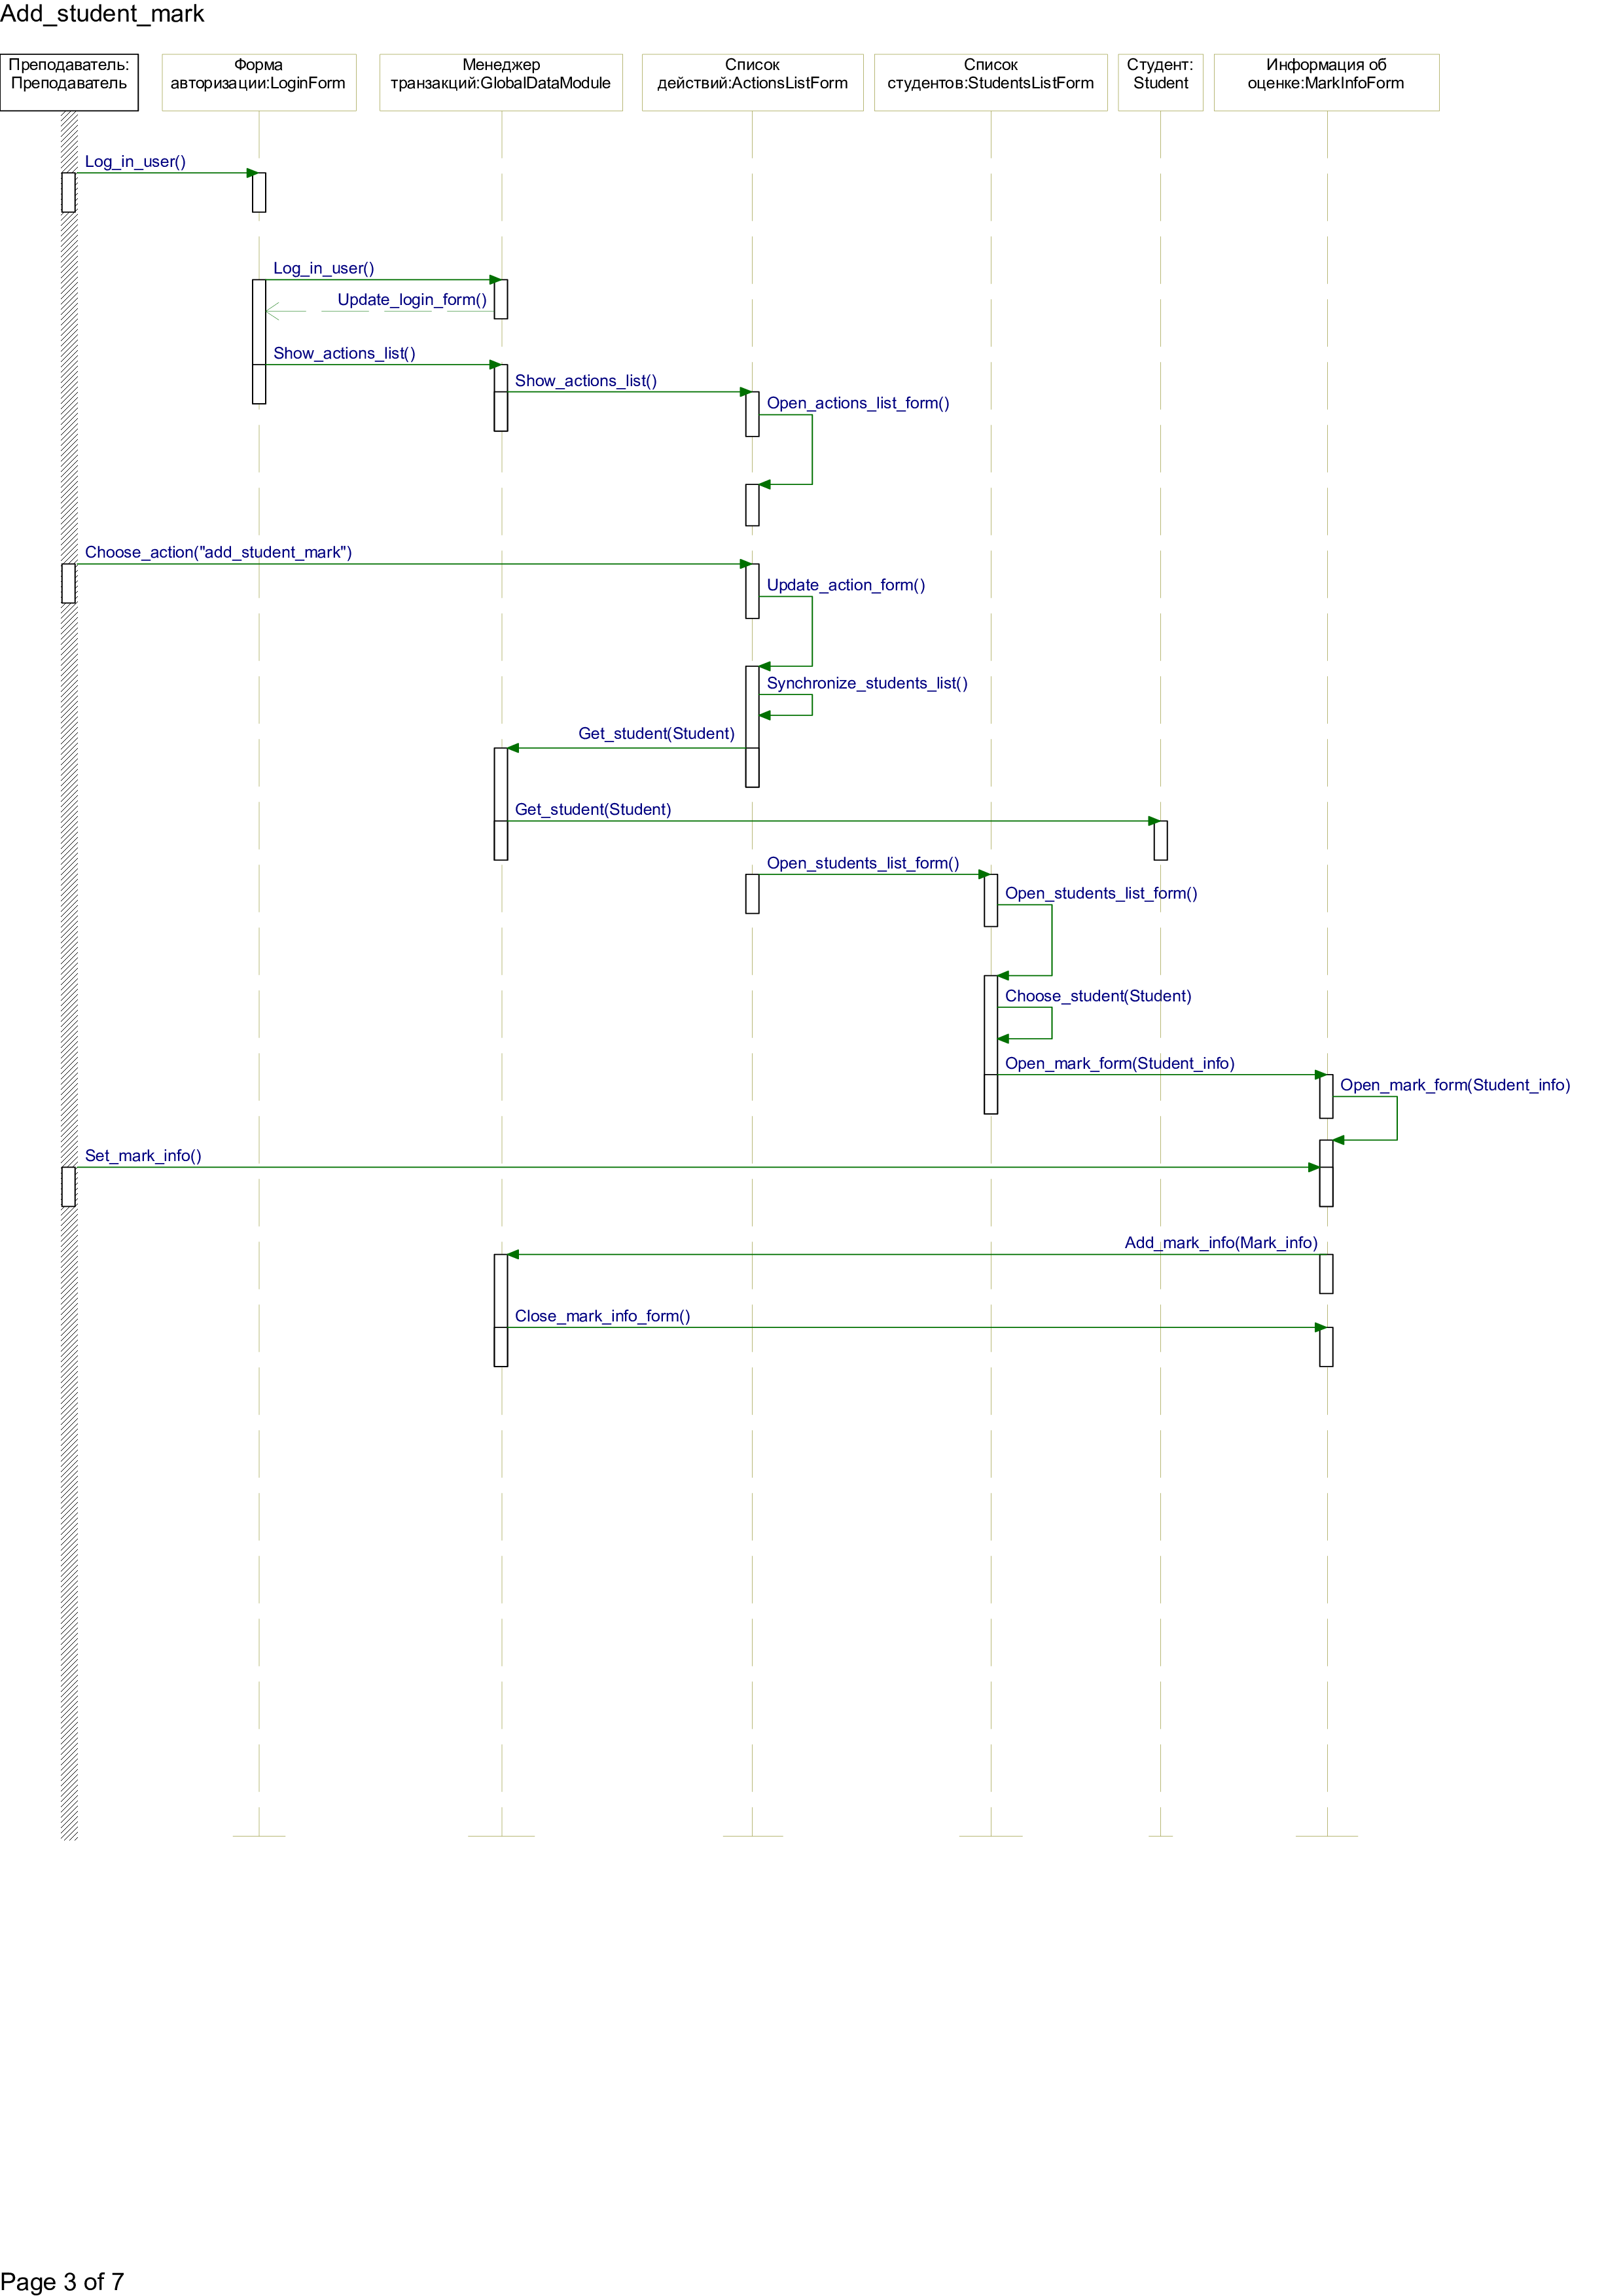 Add_student_mark
Преподаватель:
Преподаватель
Форма
авторизации:LoginForm
Менеджер
транзакций:GlobalDataModule
Список
действий:ActionsListForm
Список
студентов:StudentsListForm
Студент:
Student
Информация об
оценке:MarkInfoForm
Log_in_user()
Log_in_user()
Update_login_form()
Show_actions_list()
Show_actions_list()
Open_actions_list_form()
Choose_action("add_student_mark")
Update_action_form()
Synchronize_students_list()
Get_student(Student)
Get_student(Student)
Open_students_list_form()
Open_students_list_form()
Choose_student(Student)
Open_mark_form(Student_info)
Open_mark_form(Student_info)
Set_mark_info()
Add_mark_info(Mark_info)
Close_mark_info_form()
Page 3 of 7